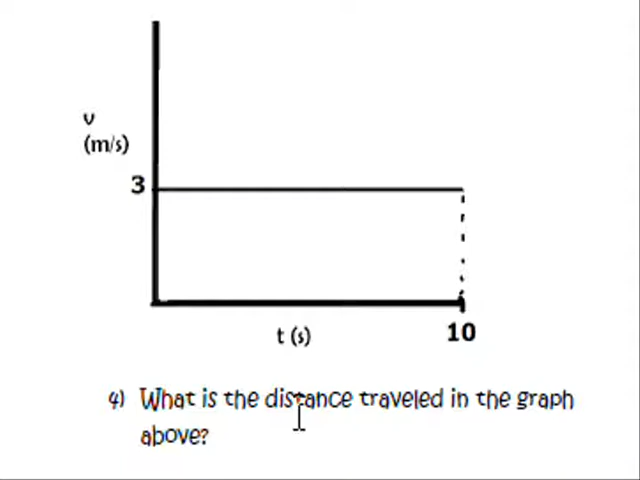 v
(m/s)
3
t (s)
10
4) What is the distance traveled in the graph
above?